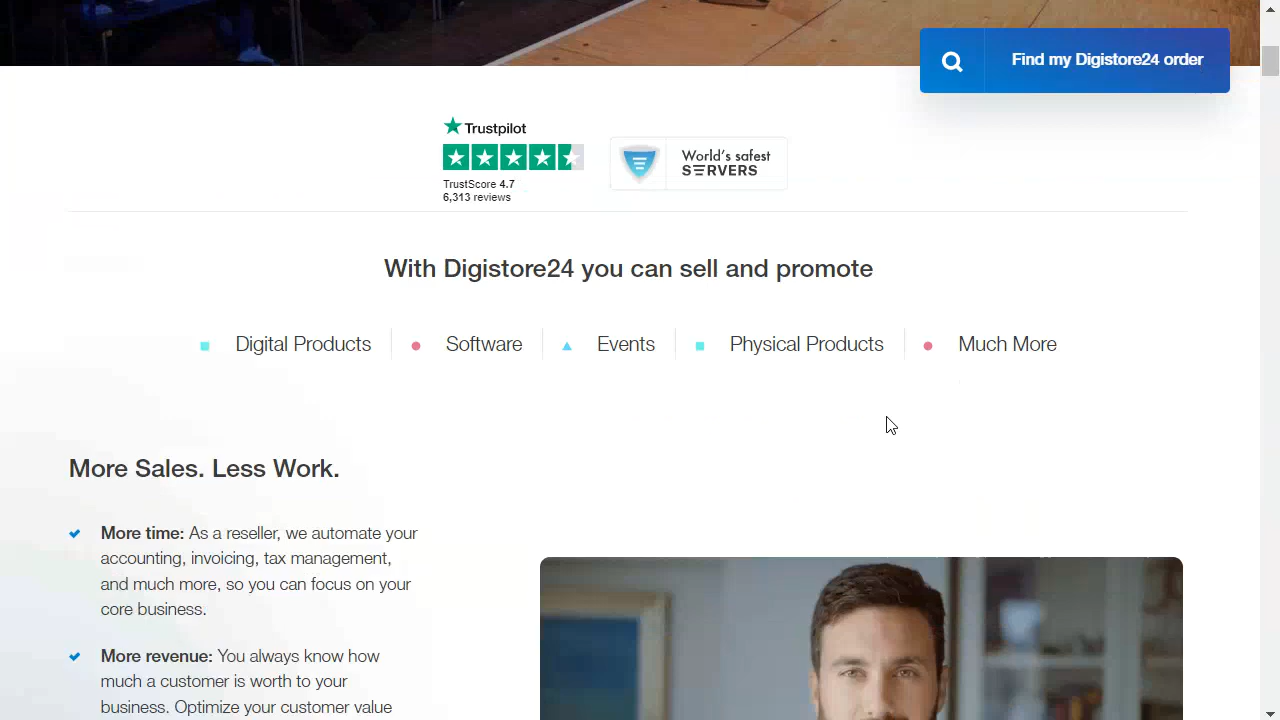 Find my Digistore24 order
Trustpilot
TrustScore 4.7
6,313 reviews
World's safest
SERVERS
With Digistore24 you can sell and promote
Digital Products
Software
Events
Physical Products
Much More
More Sales. Less Work.
More time: As a reseller, we automate your
accounting, invoicing, tax management,
and much more, so you can focus on your
core business.
More revenue: You always know how
much a customer is worth to your
business. Optimize your customer value